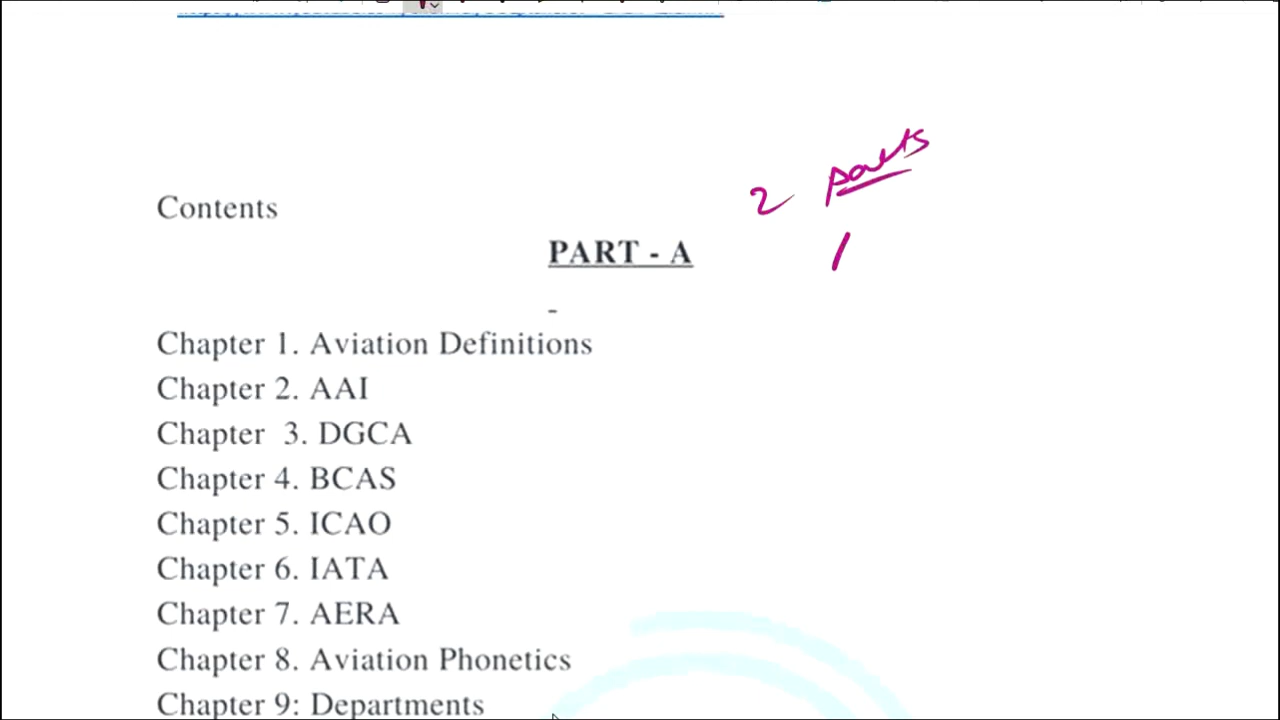 2 parts
Contents
PART - A
-
Chapter 1. Aviation Definitions
Chapter 2. AAI
Chapter 3. DGCA
Chapter 4. BCAS
Chapter 5. ICAO
Chapter 6. IATA
Chapter 7. AERA
Chapter 8. Aviation Phonetics
Chapter 9: Departments